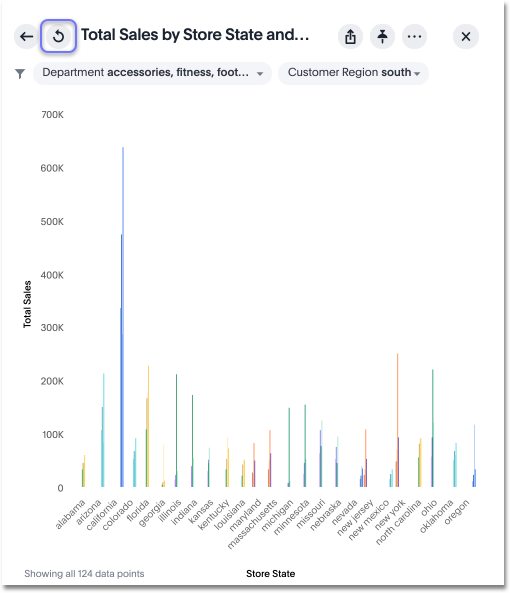 Total Sales by Store State and...
Department accessories, fitness, foot...
Customer Region south
700K
600K
500K
400K
300K
200K
100K
0
Total Sales
alabama
arizona
california
colorado
florida
georgia
illinois
indiana
kansas
kentucky
louisiana
maryland
massachusetts
michigan
minnesota
missouri
nebraska
nevada
new jersey
new mexico
new york
north carolina
ohio
oklahoma
oregon
Showing all 124 data points
Store State